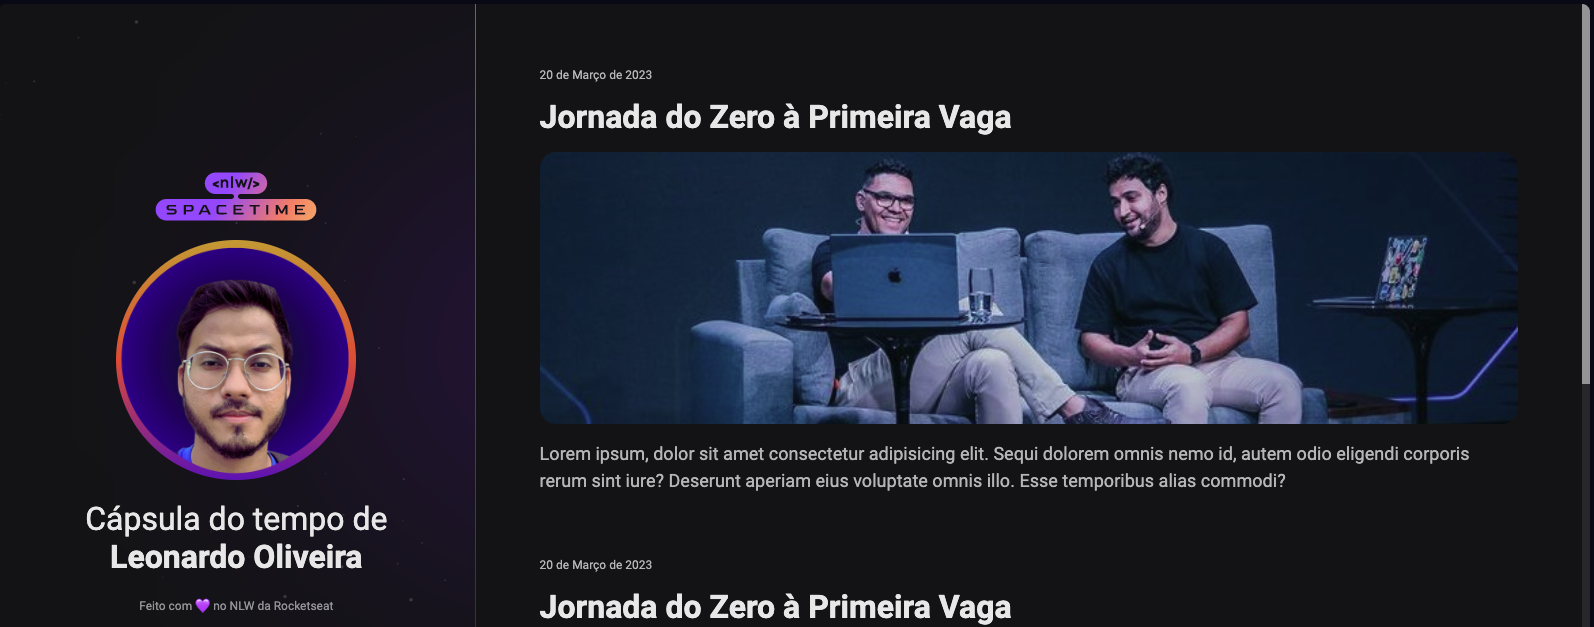 <nlw/>
SPACETIME
Cápsula do tempo de
Leonardo Oliveira
Feito com 💜 no NLW da Rocketseat
20 de Março de 2023
Jornada do Zero à Primeira Vaga
Lorem ipsum, dolor sit amet consectetur adipisicing elit. Sequi dolorem omnis nemo id, autem odio eligendi corporis
rerum sint iure? Deserunt aperiam eius voluptate omnis illo. Esse temporibus alias commodi?
20 de Março de 2023
Jornada do Zero à Primeira Vaga